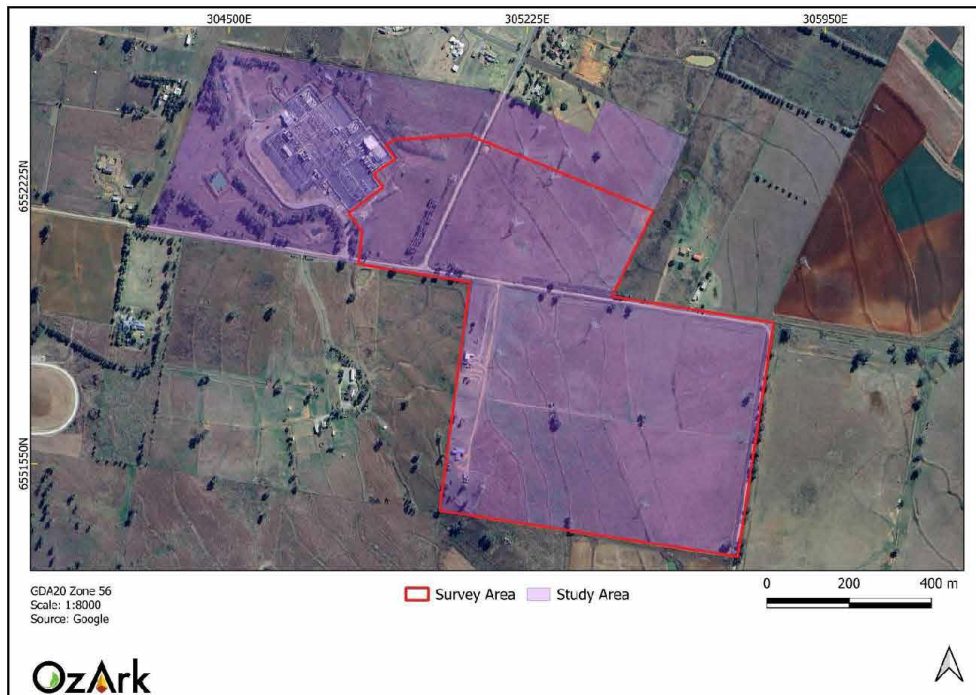 304500E 305225E 305950E
6552225N
6551550N
GDA20 Zone 56
Scale: 1:8000
Source: Google
Survey Area Study Area
0 200 400 m
OzArk